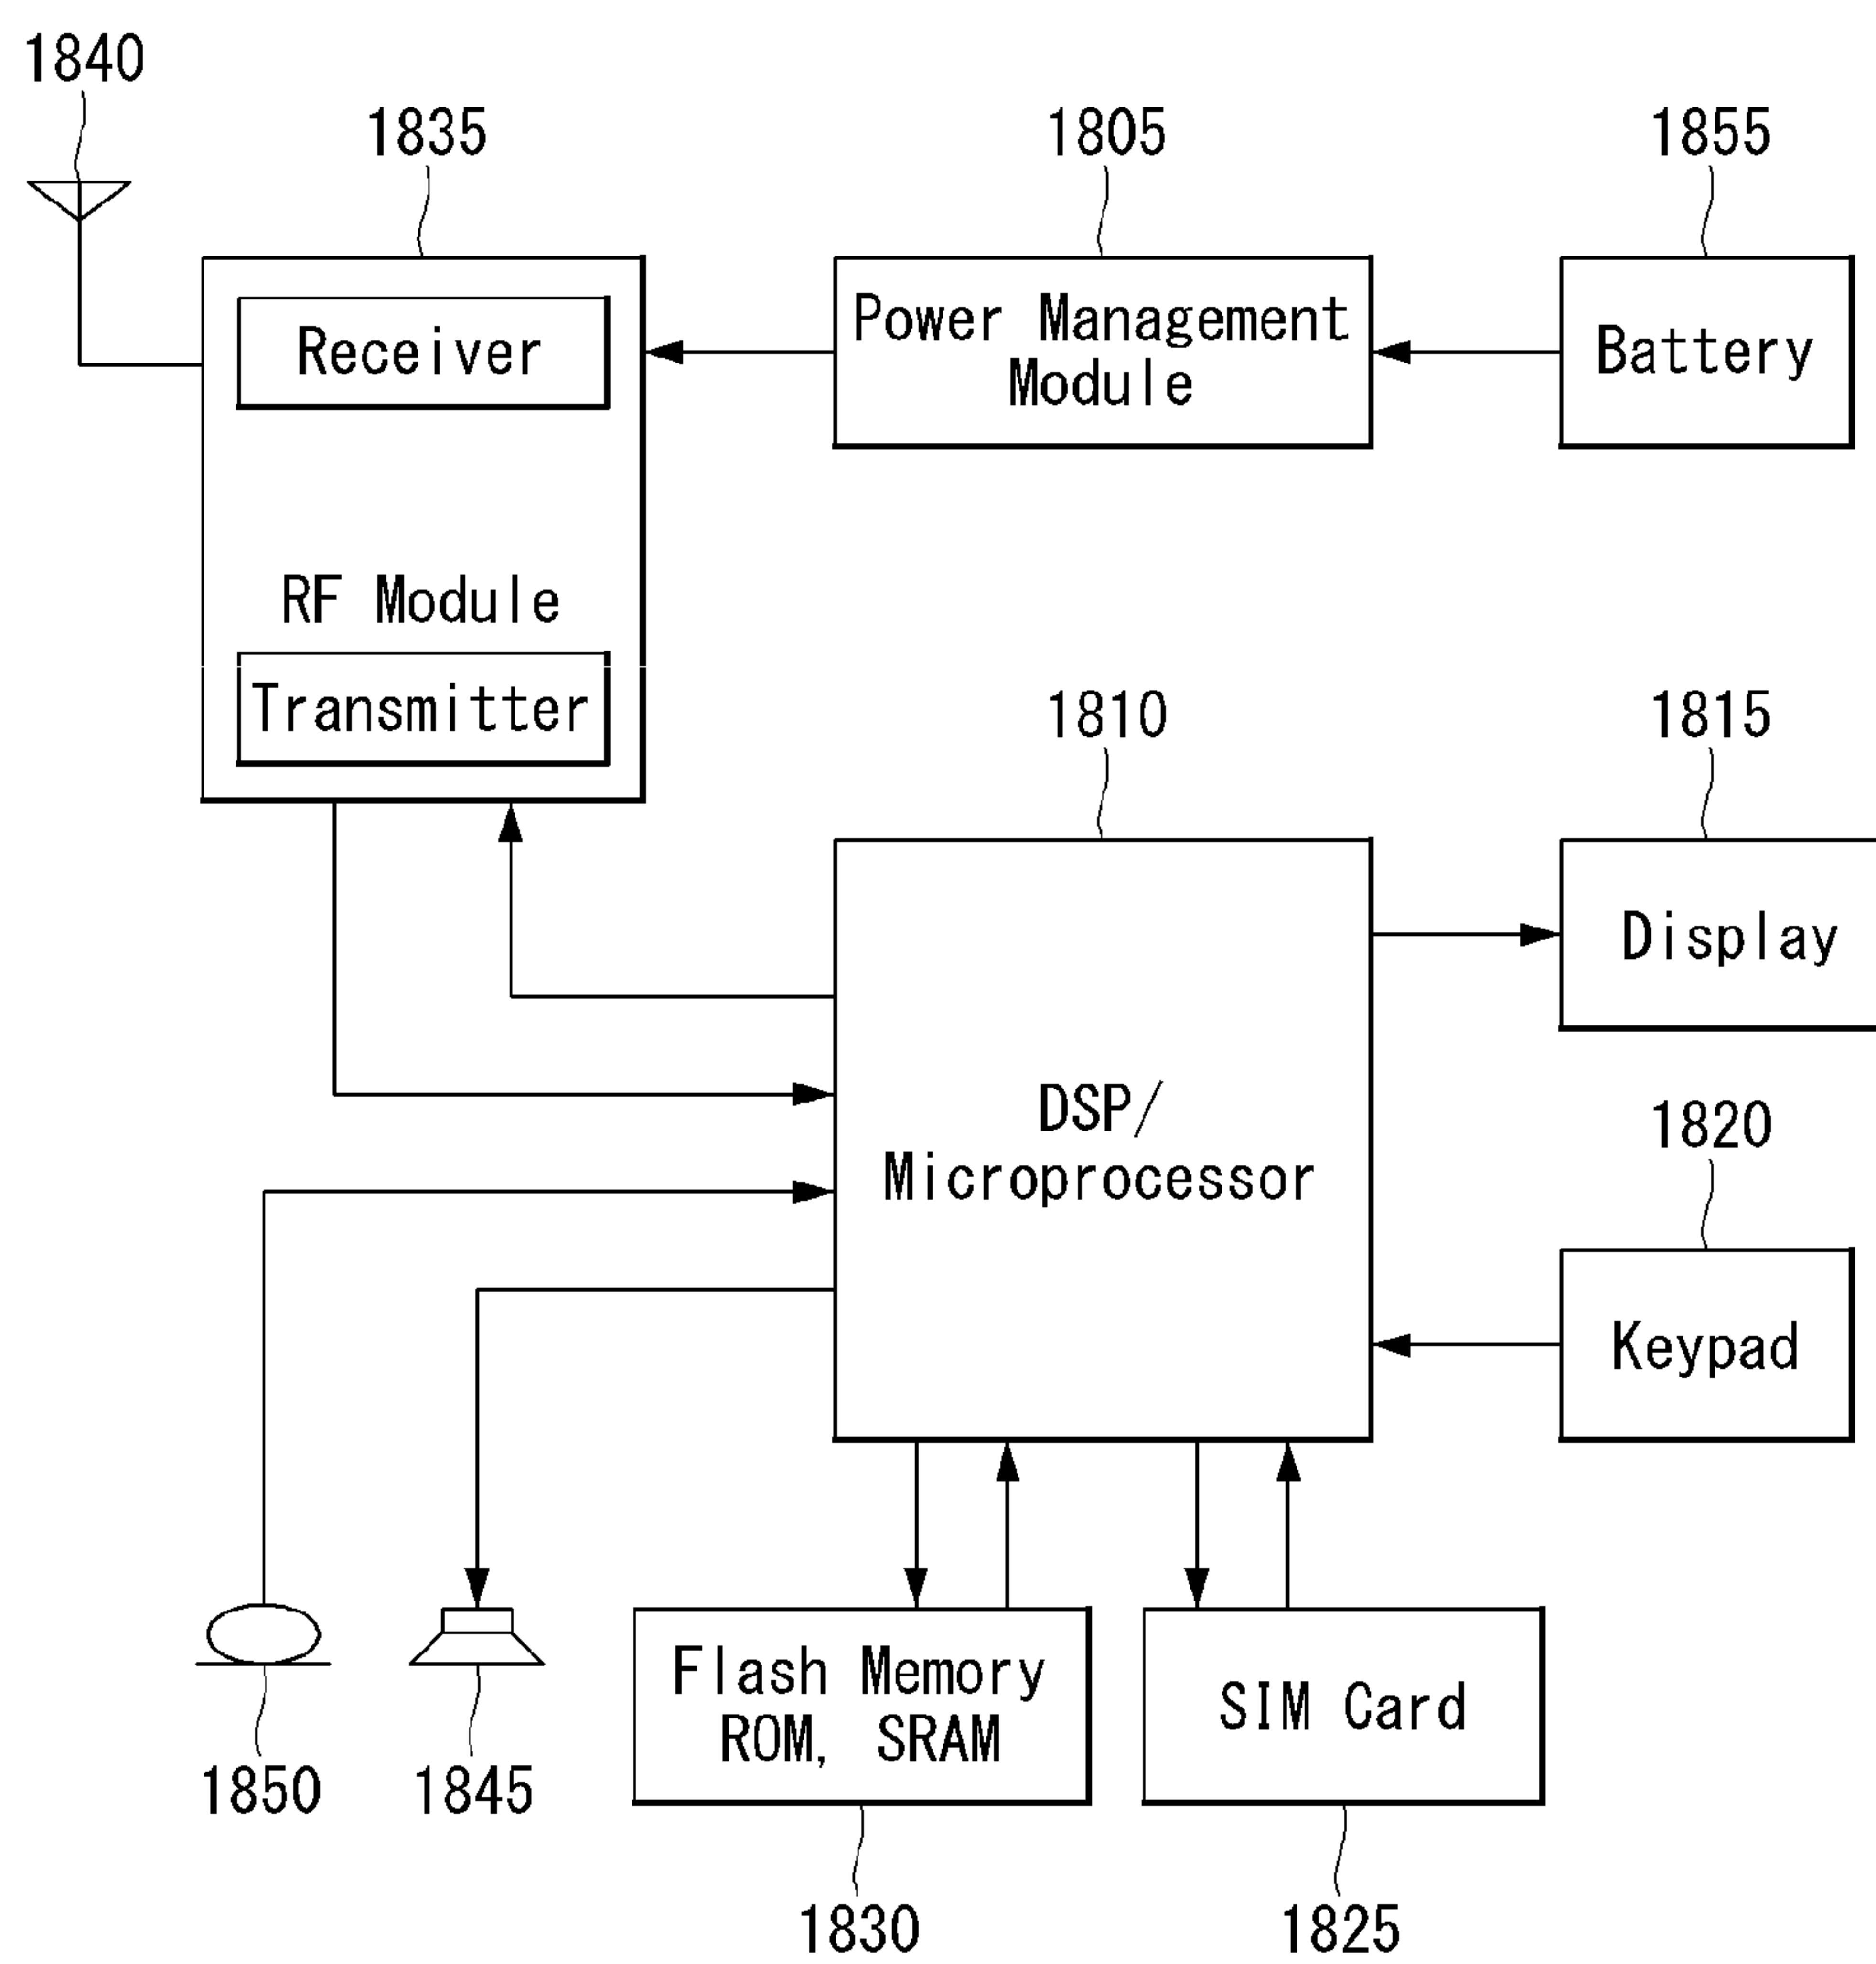 1840
1835
1805
1855
Receiver
Power Management
Module
Battery
RF Module
Transmitter
1810
1815
Display
DSP/
Microprocessor
1820
Keypad
Flash Memory
ROM, SRAM
SIM Card
1850
1845
1830
1825